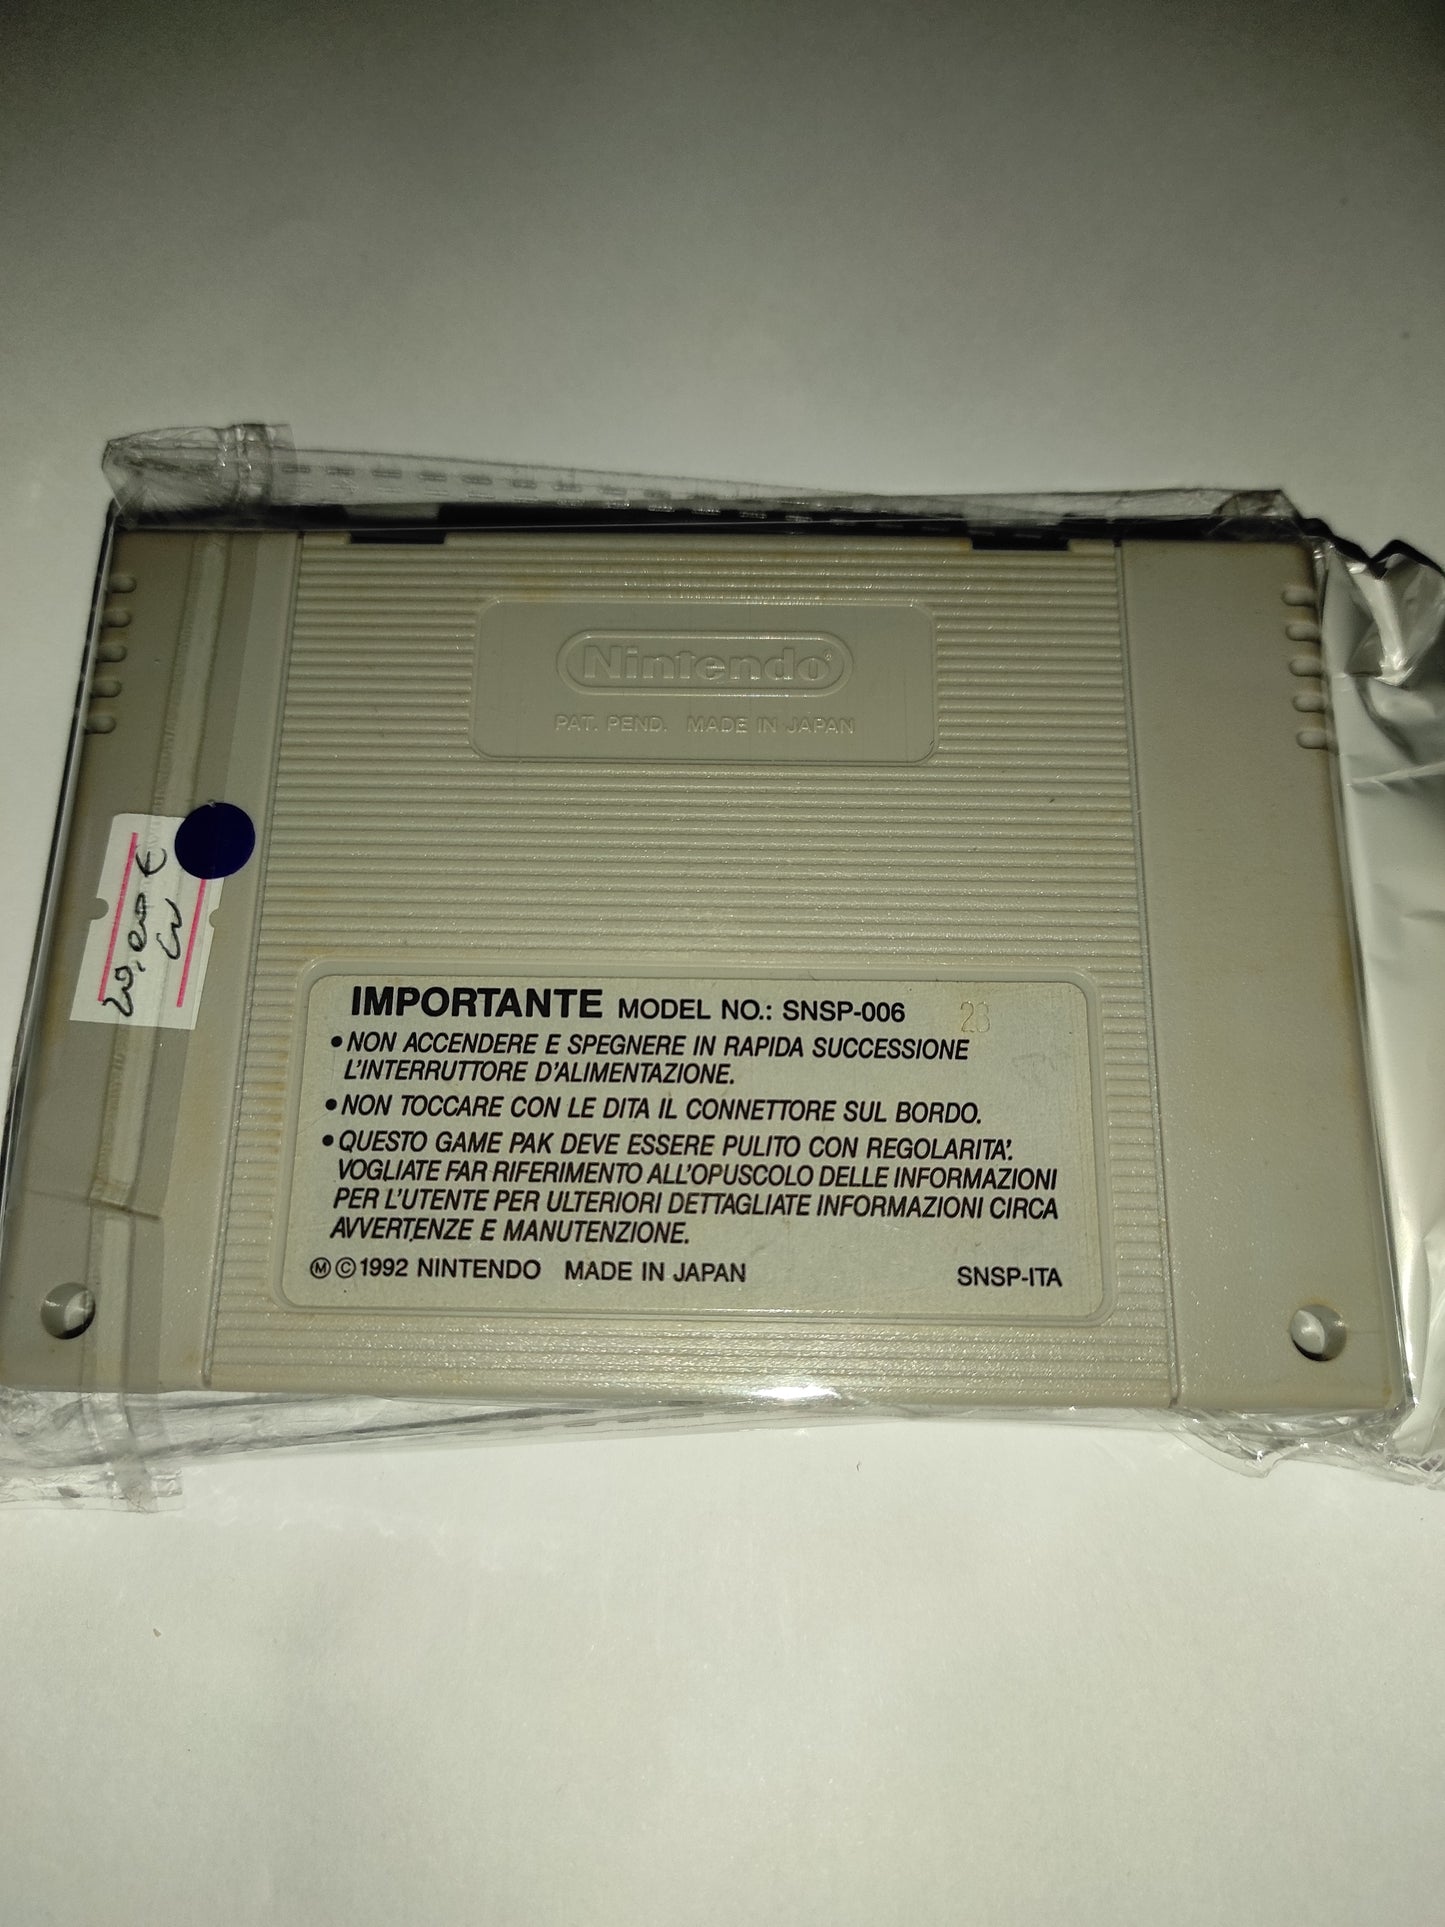 Nintendo®
PAT. PEND. MADE IN JAPAN
IMPORTANTE MODEL NO.: SNSP-006
23
•NON ACCENDERE E SPEGNERE IN RAPIDA SUCCESSIONE
L'INTERRUTTORE D'ALIMENTAZIONE.
•NON TOCCARE CON LE DITA IL CONNETTORE SUL BORDO.
•QUESTO GAME PAK DEVE ESSERE PULITO CON REGOLARITA'.
VOGLIATE FAR RIFERIMENTO ALL'OPUSCOLO DELLE INFORMAZIONI
PER L'UTENTE PER ULTERIORI DETTAGLIATE INFORMAZIONI CIRCA
AVVERTENZE E MANUTENZIONE.
Ⓜ©1992 NINTENDO MADE IN JAPAN
SNSP-ITA